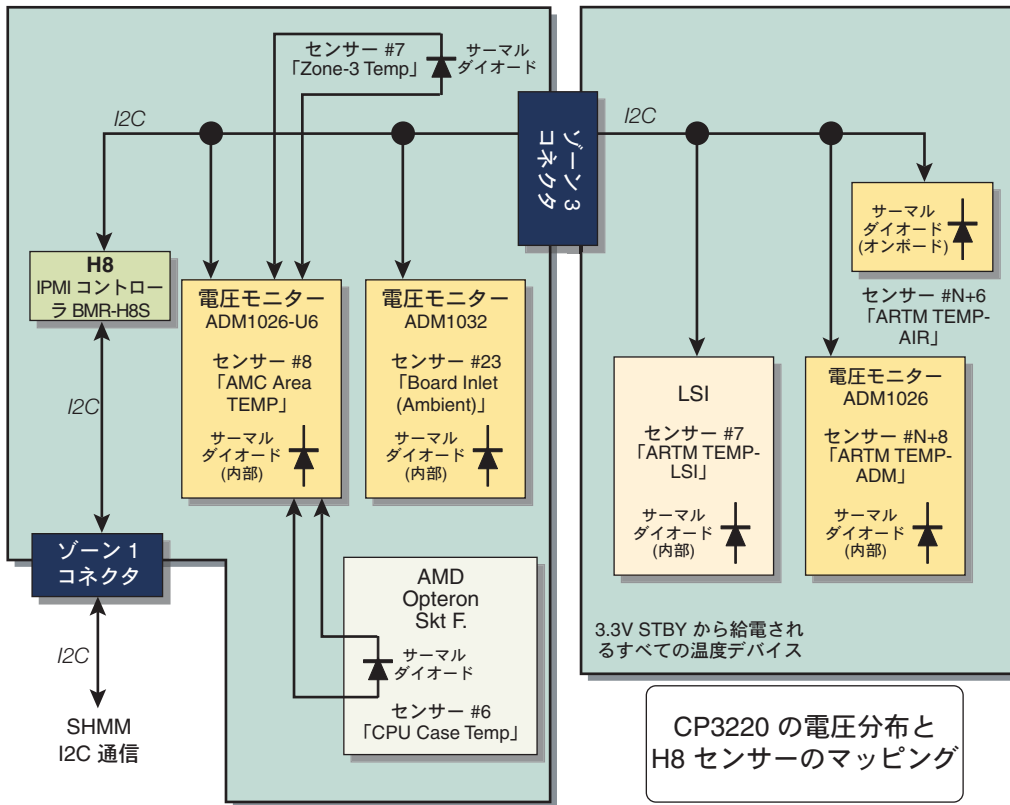 センサー #7
「Zone-3 Temp」
サーマル
ダイオード
I2C
ゾーン 3
コネクタ
I2C
サーマル
ダイオード
(オンボード)
センサー #N+6
「ARTM TEMP-
AIR」
H8
IPMI コントロー
ラ BMR-H8S
電圧モニター
ADM1026-U6
センサー #8
「AMC Area
TEMP」
サーマル
ダイオード
(内部)
電圧モニター
ADM1032
センサー #23
「Board Inlet
(Ambient)」
サーマル
ダイオード
(内部)
LSI
センサー #7
「ARTM TEMP-
LSI」
サーマル
ダイオード
(内部)
電圧モニター
ADM1026
センサー #N+8
「ARTM TEMP-
ADM」
サーマル
ダイオード
(内部)
I2C
ゾーン 1
コネクタ
AMD
Opteron
Skt F.
サーマル
ダイオード
センサー #6
「CPU Case Temp」
I2C
SHMM
I2C 通信
3.3V STBY から給電され
るすべての温度デバイス
CP3220 の電圧分布と
H8 センサーのマッピング